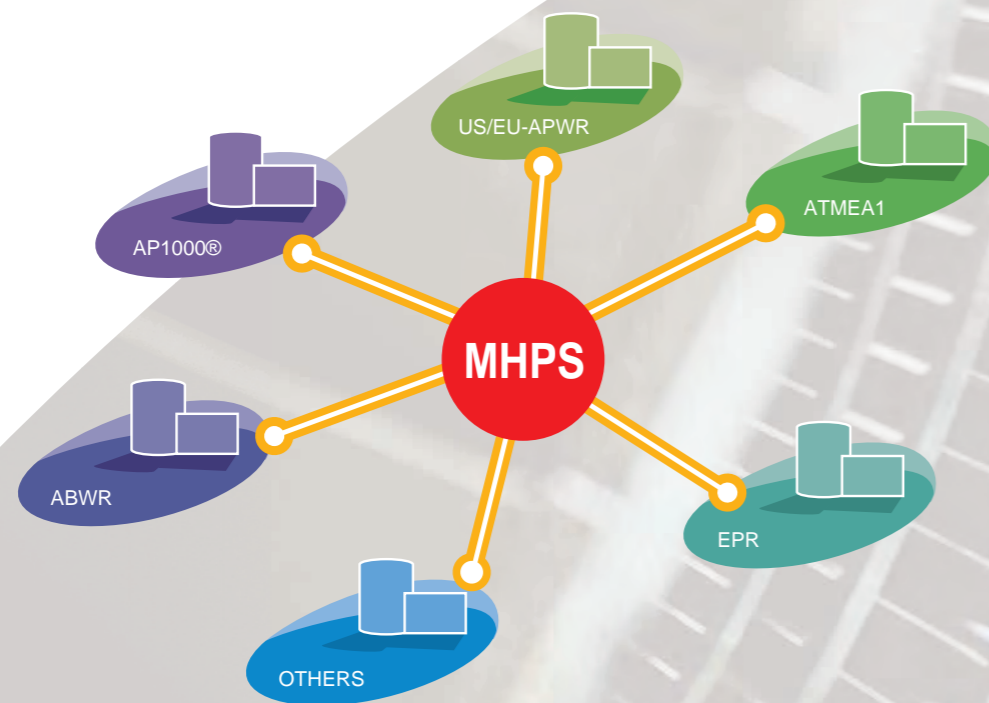 US/EU-APWR
ATMEA1
AP1000®
MHPS
ABWR
EPR
OTHERS